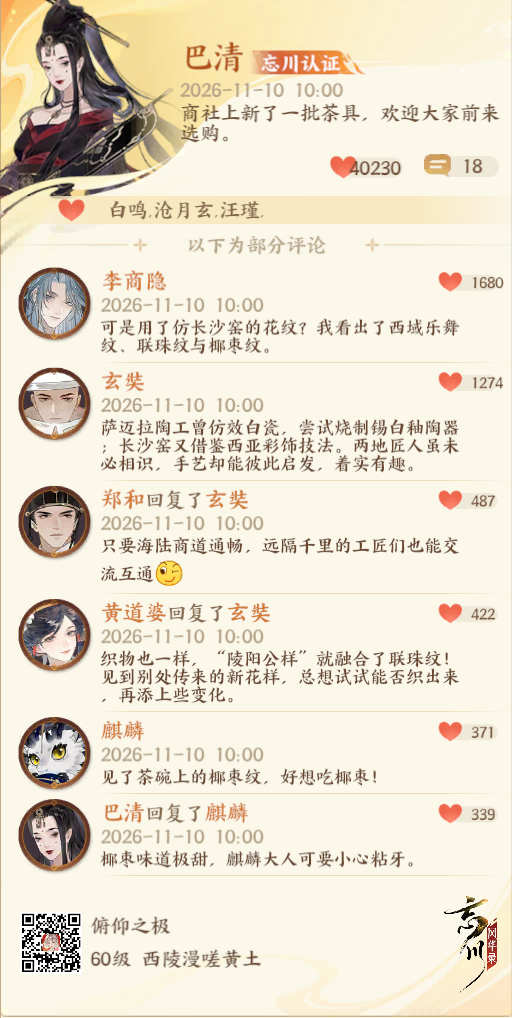 巴清 忘川认证
2026-11-10 10:00
商社上新了一批茶具，欢迎大家前来
选购。
40230 18
白鸣,沧月玄,汪瑾,
以下为部分评论
李商隐 1680
2026-11-10 10:00
可是用了仿长沙窑的花纹？我看出了西域乐舞
纹、联珠纹与椰枣纹。
玄奘 1274
2026-11-10 10:00
萨迈拉陶工曾仿效白瓷，尝试烧制锡白釉陶器
；长沙窑又借鉴西亚彩饰技法。两地匠人虽未
必相识，手艺却能彼此启发，着实有趣。
郑和回复了玄奘 487
2026-11-10 10:00
只要海陆商道通畅，远隔千里的工匠们也能交
流互通
黄道婆回复了玄奘 422
2026-11-10 10:00
织物也一样，“陵阳公样”就融合了联珠纹！
见到别处传来的新花样，总想试试能否织出来
，再添上些变化。
麒麟 371
2026-11-10 10:00
见了茶碗上的椰枣纹，好想吃椰枣！
巴清回复了麒麟 339
2026-11-10 10:00
椰枣味道极甜，麒麟大人可要小心粘牙。
俯仰之极
60级 西陵漫嗟黄土
忘川
风华录